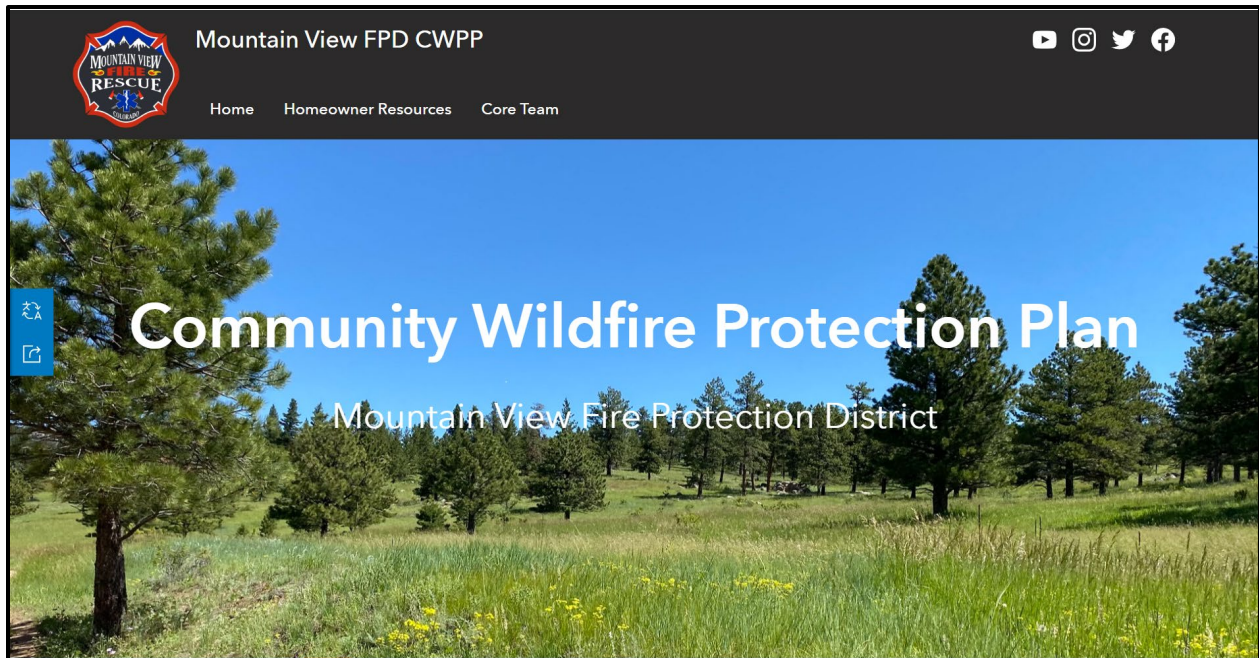 Mountain View FPD CWPP
MOUNTAIN VIEW
FIRE
RESCUE
COLORADO
Home Homeowner Resources Core Team
Community Wildfire Protection Plan
Mountain View Fire Protection District